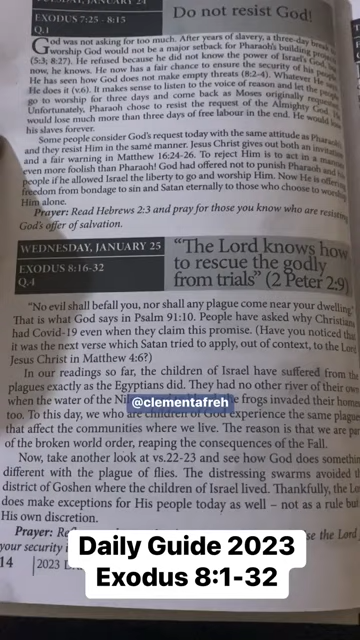 TUESDAY, JANUARY 24
EXODUS 7:25 - 8:15
Q.1
Do not resist God!
God was not asking for too much. After years of slavery, a three-day break to
worship God would not be a major setback for Pharaoh's building
(5:3; 8:27). He refused because he did not know the power of Israel's God,
now, he knows. He now has a fair chance to ensure the security of his people.
He has seen how God does not make empty threats (8:2-4). Whatever He
He does it (v.6). It makes sense to listen to the voice of reason and let the
go to worship for three days and come back as Moses originally
Unfortunately, Pharaoh chose to resist the request of the Almighty God.
would lose much more than three days of free labour in the end. He would
his slaves forever.
Some people consider God's request today with the same attitude as Pharaoh
and they resist Him in the same manner. Jesus gives out both an
and a fair warning in Matthew 16:24-26. To reject Him is to act in a
even more foolish than Pharaoh! God had offered not to punish Pharaoh and his
people if he allowed Israel the liberty to go and worship Him. Now He is offering
freedom from bondage to sin and Satan eternally to those who choose to worship
Him alone.
Prayer: Read Hebrews 2:3 and pray for those you know who are resisting
God's offer of salvation.
WEDNESDAY, JANUARY 25
EXODUS 8:16-32
Q.4
"The Lord knows how
to rescue the godly
from trials" (2 Peter 2:9)
"No evil shall befall you, nor shall any plague come near your dwelling"
That is what God says in Psalm 91:10. People have asked why Christians
had Covid-19 even when they claim this promise. (Have you noticed that
it was the next verse which Satan tried to apply, out of context, to the Lord
Jesus Christ in Matthew 4:6?)
In our readings so far, the children of Israel have suffered from the
plagues exactly as the Egyptians did. They had no other river of their own
when the water of the frogs invaded their homes
@clementafreh
too. To this day, we who are children of God experience the same plagues
that affect the communities where we live. The reason is that we are part
of the broken world order, reaping the consequences of the Fall.
Now, take another look at vs.22-23 and see how God does something
different with the plague of flies. The distressing swarms avoided the
district of Goshen where the children of Israel lived. Thankfully, the Lord
does make exceptions for His people today as well – not as a rule but
His own discretion.
Prayer: the Lord
your security
14 | 2023
Daily Guide 2023
Exodus 8:1-32